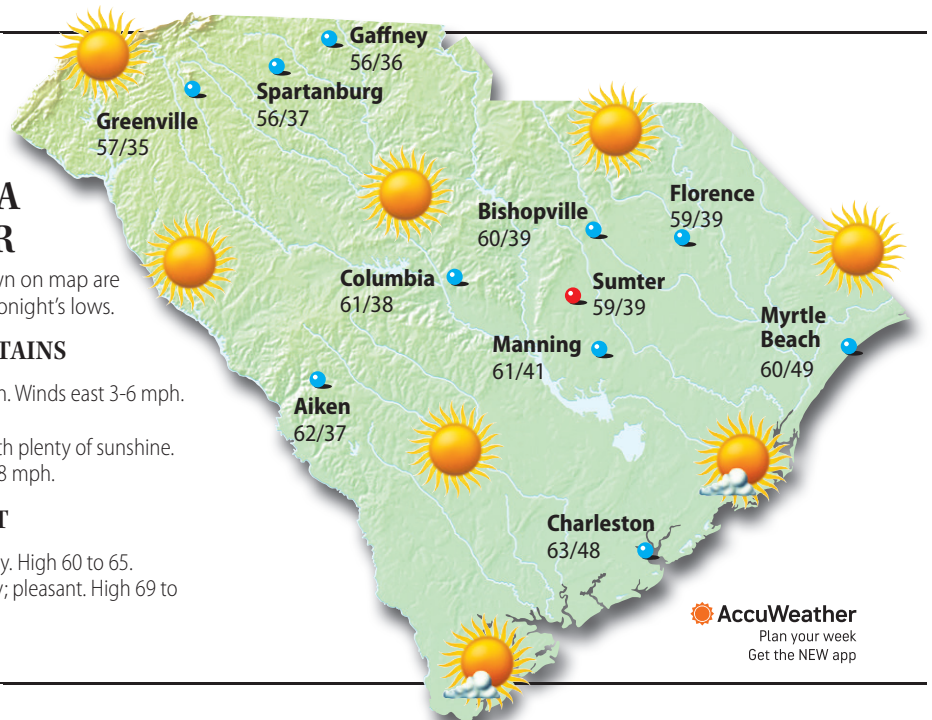 A
R
wn on map are
onight's lows.
TAINS
n. Winds east 3-6 mph.
th plenty of sunshine.
8 mph.
T
y. High 60 to 65.
y; pleasant. High 69 to
Gaffney
56/36
Spartanburg
56/37
Greenville
57/35
Florence
59/39
Bishopville
60/39
Columbia
61/38
Sumter
59/39
Myrtle
Beach
60/49
Manning
61/41
Aiken
62/37
Charleston
63/48
AccuWeather
Plan your week
Get the NEW app